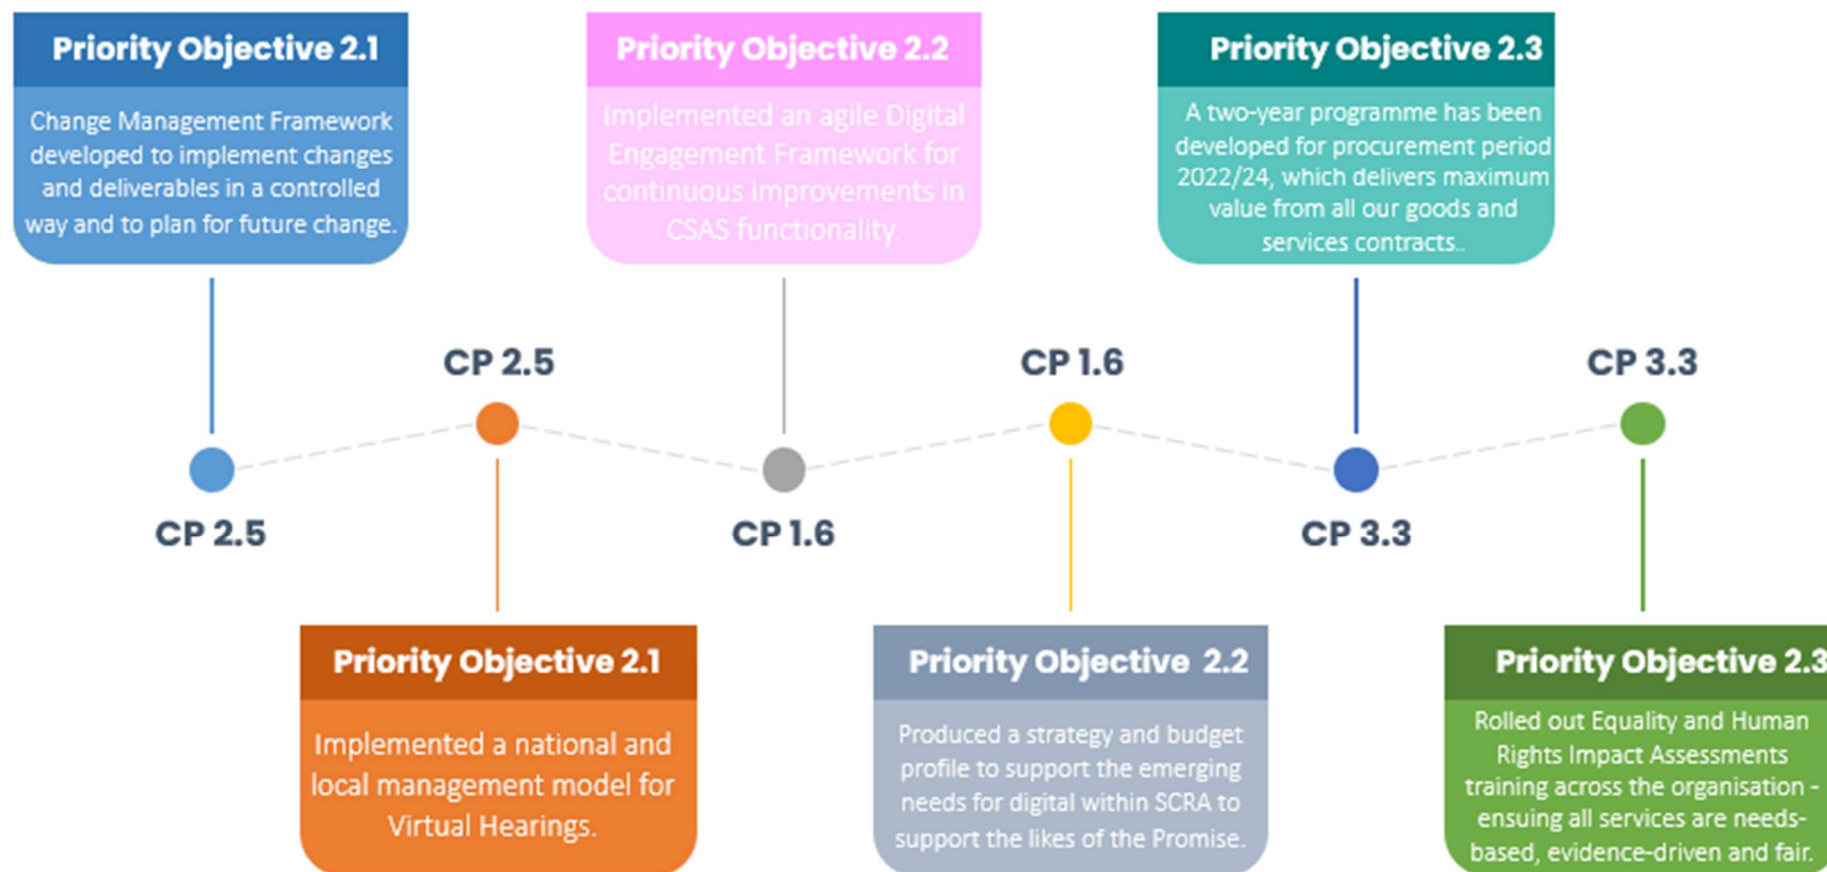 Priority Objective 2.1
Change Management Framework
developed to implement changes
and deliverables in a controlled
way and to plan for future change.
Priority Objective 2.2
Implemented an agile Digital
Engagement Framework for
continuous improvements in
CSAS functionality.
Priority Objective 2.3
A two-year programme has been
developed for procurement period
2022/24, which delivers maximum
value from all our goods and
services contracts..
CP 2.5
CP 1.6
CP 3.3
CP 2.5
CP 1.6
CP 3.3
Priority Objective 2.1
Implemented a national and
local management model for
Virtual Hearings.
Priority Objective 2.2
Produced a strategy and budget
profile to support the emerging
needs for digital within SCRA to
support the likes of the Promise.
Priority Objective 2.3
Rolled out Equality and Human
Rights Impact Assessments
training across the organisation -
ensuing all services are needs-
based, evidence-driven and fair.